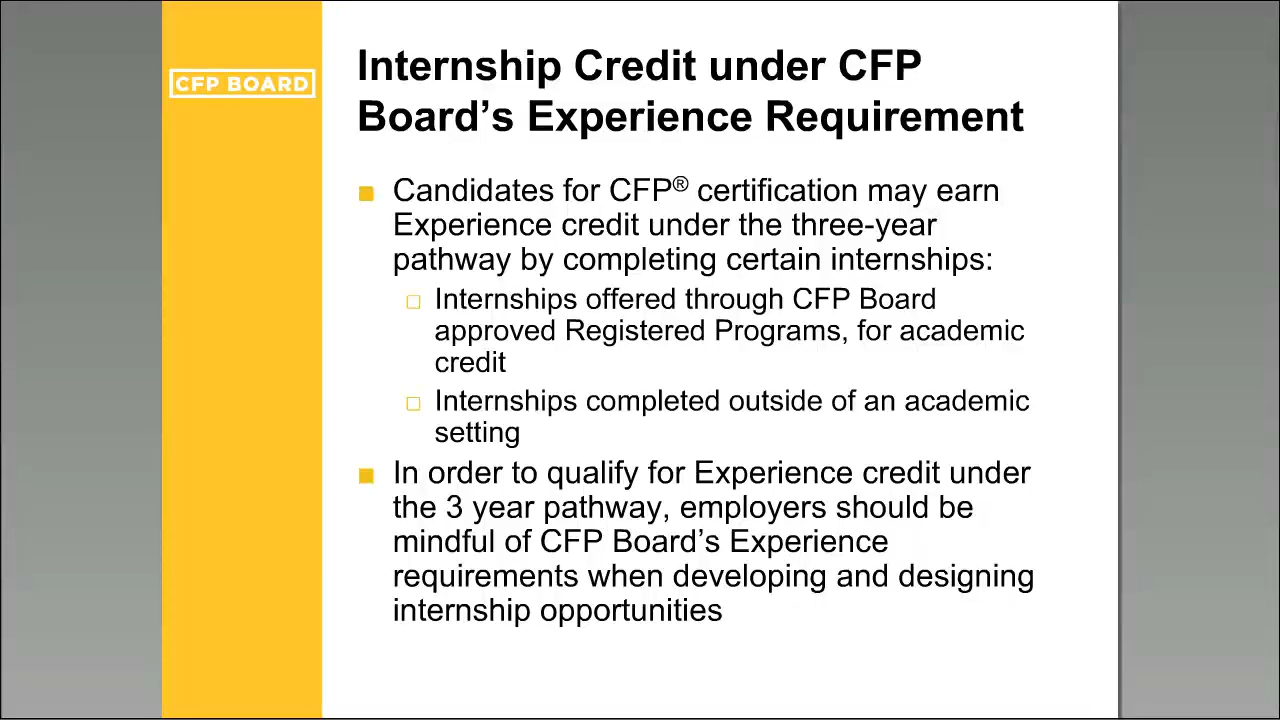 CFP BOARD
Internship Credit under CFP
Board’s Experience Requirement
Candidates for CFP® certification may earn
Experience credit under the three-year
pathway by completing certain internships:
Internships offered through CFP Board
approved Registered Programs, for academic
credit
Internships completed outside of an academic
setting
In order to qualify for Experience credit under
the 3 year pathway, employers should be
mindful of CFP Board’s Experience
requirements when developing and designing
internship opportunities